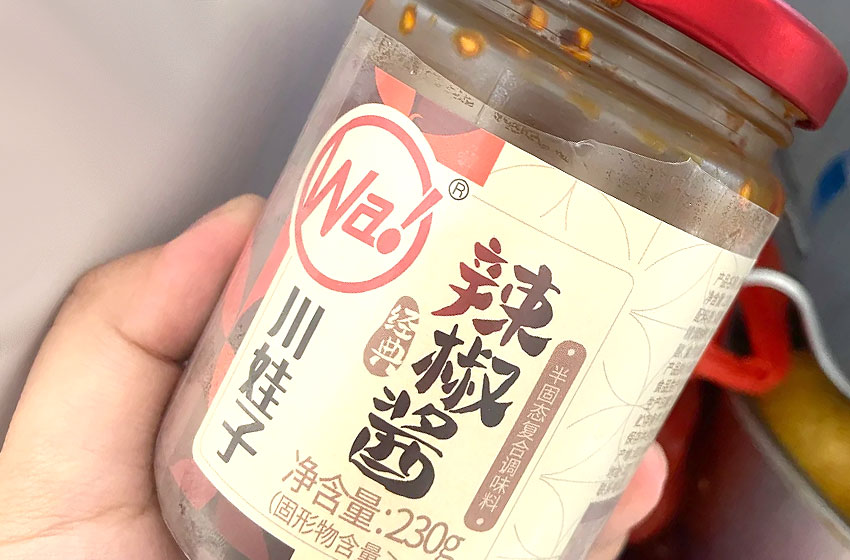 Wa!
®
川娃子
经典
辣椒酱
半固态复合调味料
净含量:230g
(固形物含量